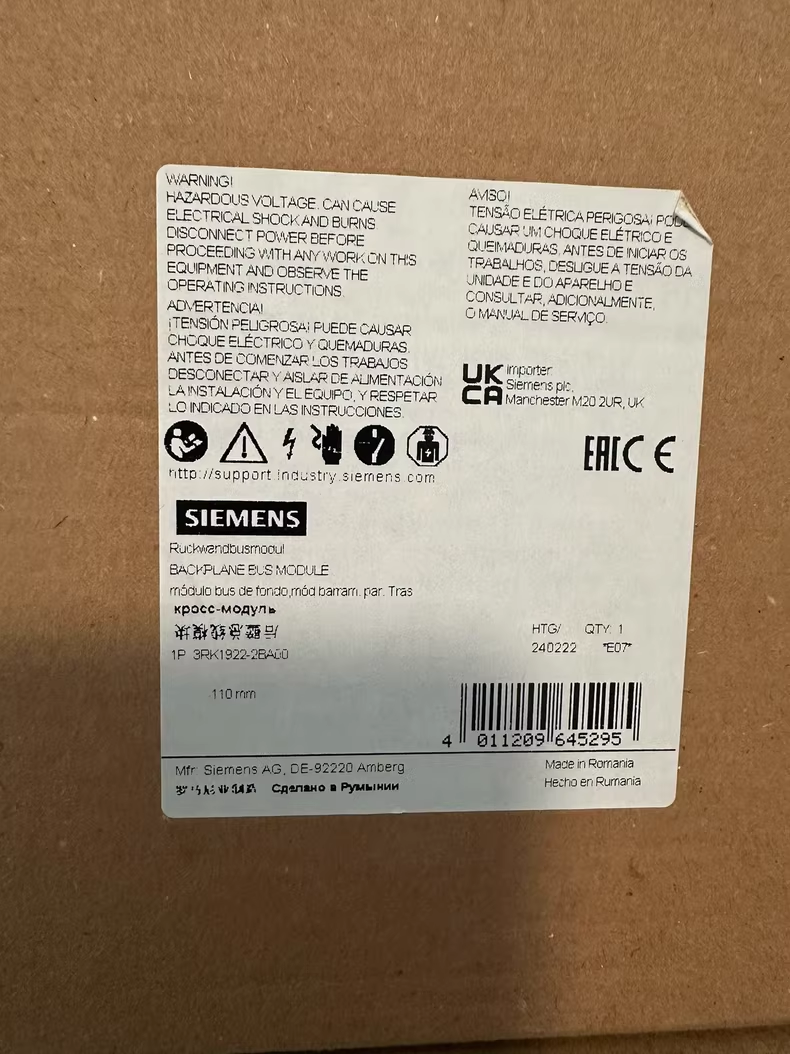 WARNING!
HAZARDOUS VOLTAGE. CAN CAUSE
ELECTRICAL SHOCK AND BURNS
DISCONNECT POWER BEFORE
PROCEEDING WITH ANY WORK ON THIS
EQUIPMENT AND OBSERVE THE
OPERATING INSTRUCTIONS.
ADVERTENCIA!
¡TENSIÓN PELIGROSA! PUEDE CAUSAR
CHOQUE ELÉCTRICO Y QUEMADURAS.
ANTES DE COMENZAR LOS TRABAJOS
DESCONECTAR Y AISLAR DE ALIMENTACIÓN
LA INSTALACIÓN Y EL EQUIPO, Y RESPETAR
LO INDICADO EN LAS INSTRUCCIONES.
AVISO!
TENSÃO ELÉTRICA PERIGOSA! PODE
CAUSAR UM CHOQUE ELÉTRICO E
QUEIMADURAS. ANTES DE INICIAR OS
TRABALHOS, DESLIGUE A TENSÃO DA
UNIDADE E DO APARELHO E
CONSULTAR, ADICIONALMENTE,
O MANUAL DE SERVIÇO.
UK
CA
Importer:
Siemens plc,
Manchester M20 2UR, UK
EAC CE
http://support.industry.siemens.com
SIEMENS
Rückwandbusmodul
BACKPLANE BUS MODULE
módulo bus de fondo,mód barram. par. Tras
кросс-модуль
后壁总线模块
1P 3RK1922-2BA00
HTG/ QTY: 1
240222 *E07*
110 mm
4 011209 645295
Mfr: Siemens AG, DE-92220 Amberg
Сделано в Румынии
Made in Romania
Hecho en Rumania